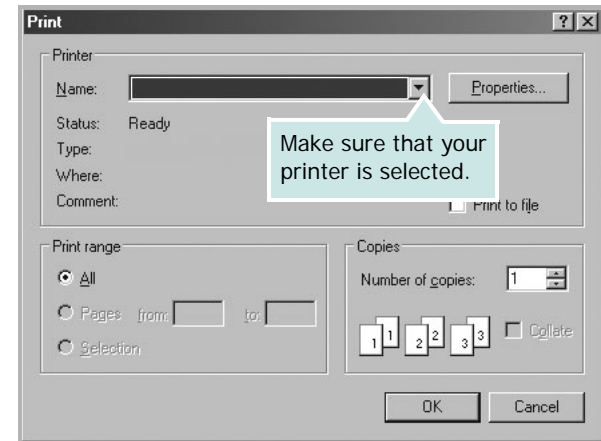 Print
Printer
Name:
Properties...
Status: Ready
Type:
Where:
Comment:
Make sure that your
printer is selected.
Print to file
Print range
All
Pages from: to:
Selection
Copies
Number of copies: 1
1 1 2 2 3 3
Collate
OK Cancel